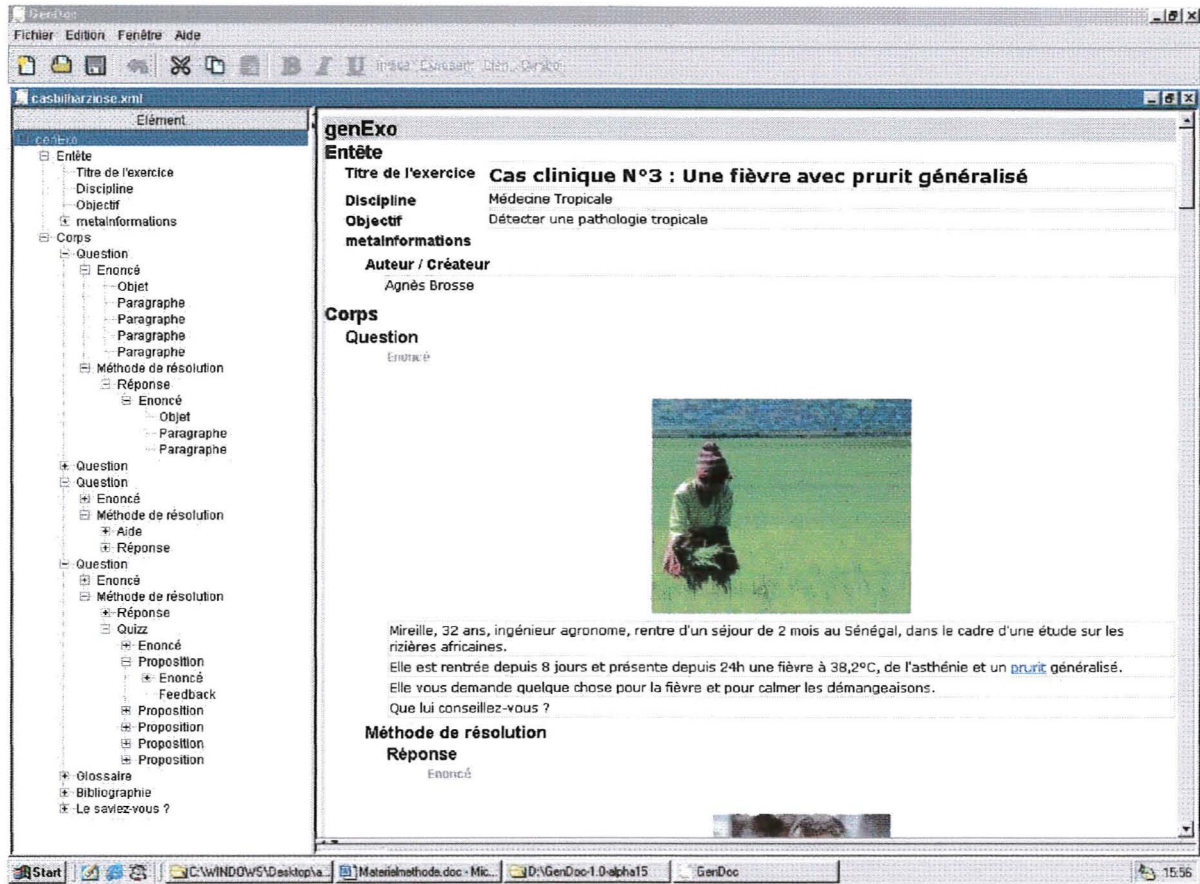 GenDoc
Fichier Edition Fenêtre Aide
B I U Indice Exposant Lien
casbilharziose.xml
Elément
genExo
Entête
Titre de l'exercice
Discipline
Objectif
metainformations
Corps
Question
Enoncé
Objet
Paragraphe
Paragraphe
Paragraphe
Paragraphe
Méthode de résolution
Réponse
Enoncé
Objet
Paragraphe
Paragraphe
Question
Question
Enoncé
Méthode de résolution
Aide
Réponse
Question
Enoncé
Méthode de résolution
Réponse
Quizz
Enoncé
Proposition
Enoncé
Feedback
Proposition
Proposition
Proposition
Proposition
Glossaire
Bibliographie
Le saviez-vous ?
genExo
Entête
Titre de l'exercice Cas clinique N°3 : Une fièvre avec prurit généralisé
Discipline Médecine Tropicale
Objectif Détecter une pathologie tropicale
metainformations
Auteur / Créateur
Agnès Brosse
Corps
Question
Enoncé
Mireille, 32 ans, ingénieur agronome, rentre d'un séjour de 2 mois au Sénégal, dans le cadre d'une étude sur les
rizières africaines.
Elle est rentrée depuis 8 jours et présente depuis 24h une fièvre à 38,2°C, de l'asthénie et un prurit généralisé.
Elle vous demande quelque chose pour la fièvre et pour calmer les démangeaisons.
Que lui conseillez-vous ?
Méthode de résolution
Réponse
Enoncé
Start C:\WINDOWS\Desktop\a... Materielmethode.doc - Mic... D:\GenDoc-1.0-alpha15 GenDoc 15:56